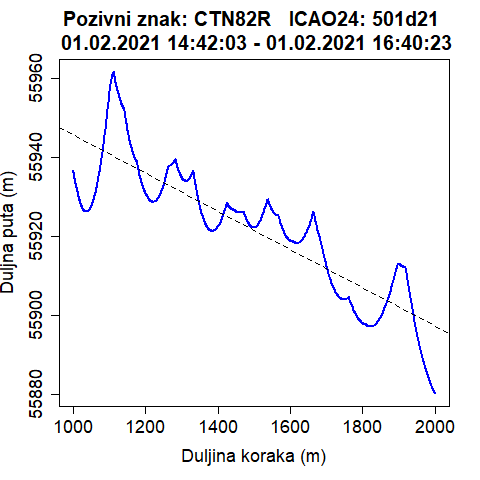 Pozivni znak: CTN82R   ICAO24: 501d21
01.02.2021 14:42:03 - 01.02.2021 16:40:23
Duljna puta (m)
55960
55940
55920
55900
55880
1000 1200 1400 1600 1800 2000
Duljina koraka (m)